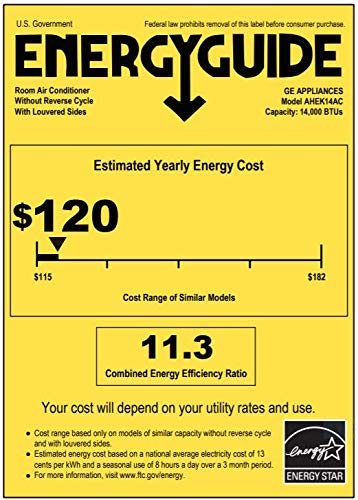 U.S. Government
Federal law prohibits removal of this label before consumer purchase.
ENERGYGUIDE
Room Air Conditioner
Without Reverse Cycle
With Louvered Sides
GE APPLIANCES
Model AHEK14AC
Capacity: 14,000 BTUs
Estimated Yearly Energy Cost
$120
$115
$182
Cost Range of Similar Models
11.3
Combined Energy Efficiency Ratio
Your cost will depend on your utility rates and use.
• Cost range based only on models of similar capacity without reverse cycle
and with louvered sides.
• Estimated energy cost based on a national average electricity cost of 13
cents per kWh and a seasonal use of 8 hours a day over a 3 month period.
• For more information, visit www.ftc.gov/energy.
energy
ENERGY STAR